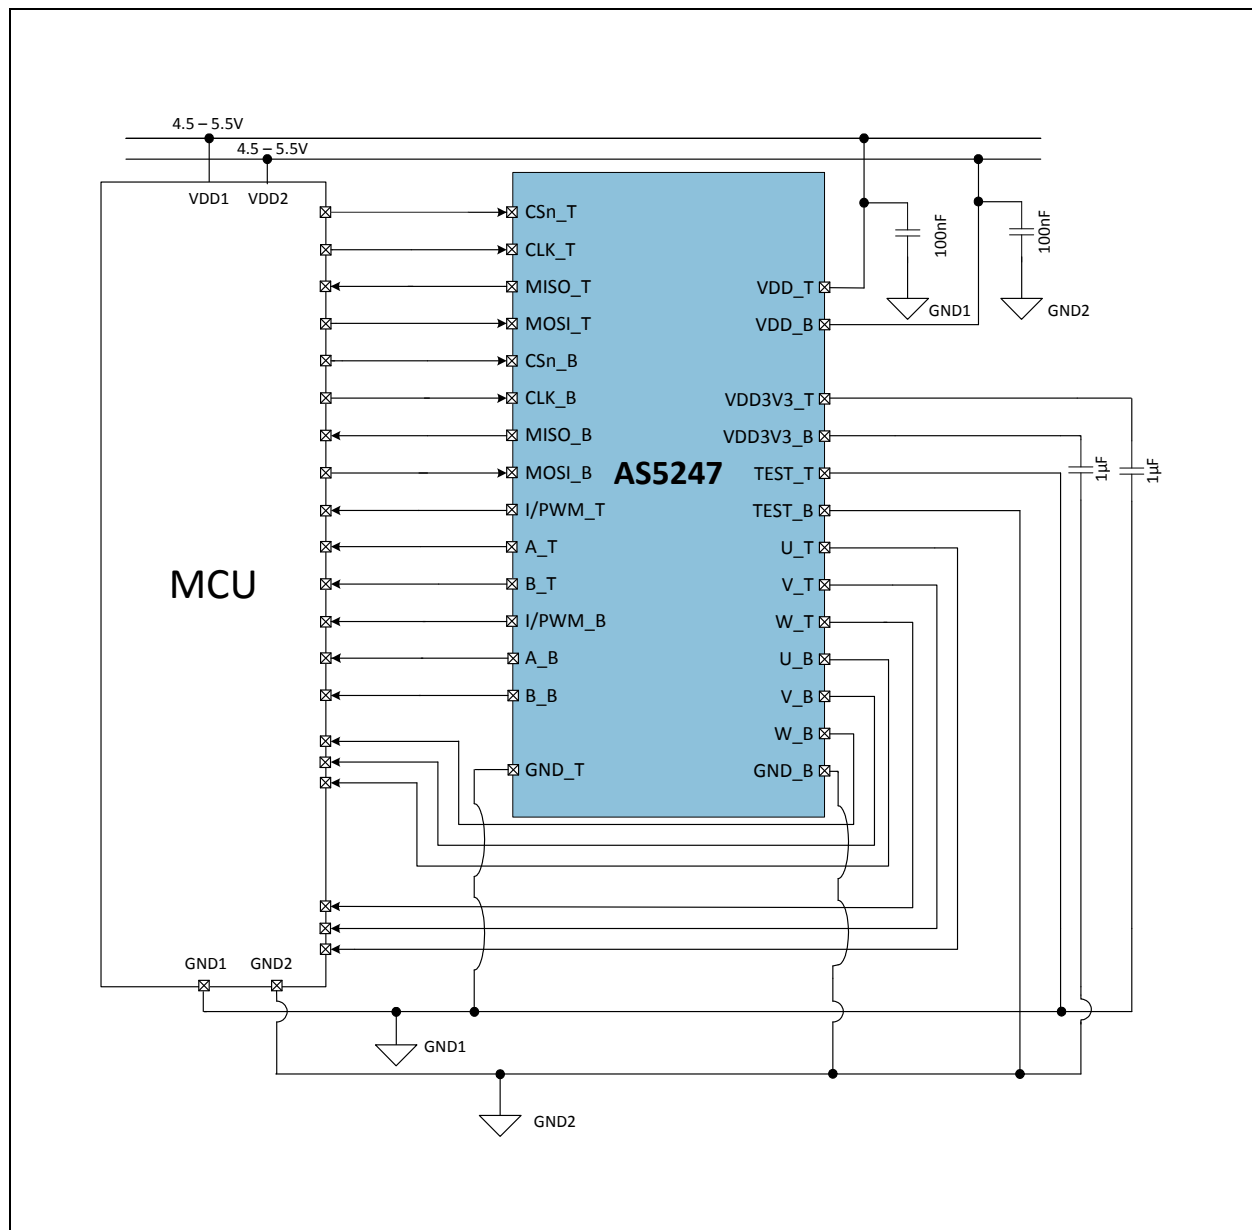 4.5 – 5.5V
4.5 – 5.5V
VDD1
VDD2
CSn_T
CLK_T
MISO_T
MOSI_T
CSn_B
CLK_B
MISO_B
MOSI_B
I/PWM_T
A_T
B_T
I/PWM_B
A_B
B_B
GND_T
AS5247
MCU
VDD_T
VDD_B
VDD3V3_T
VDD3V3_B
TEST_T
TEST_B
U_T
V_T
W_T
U_B
V_B
W_B
GND_B
100nF
GND1
100nF
GND2
1µF
1µF
GND1
GND2
GND1
GND2